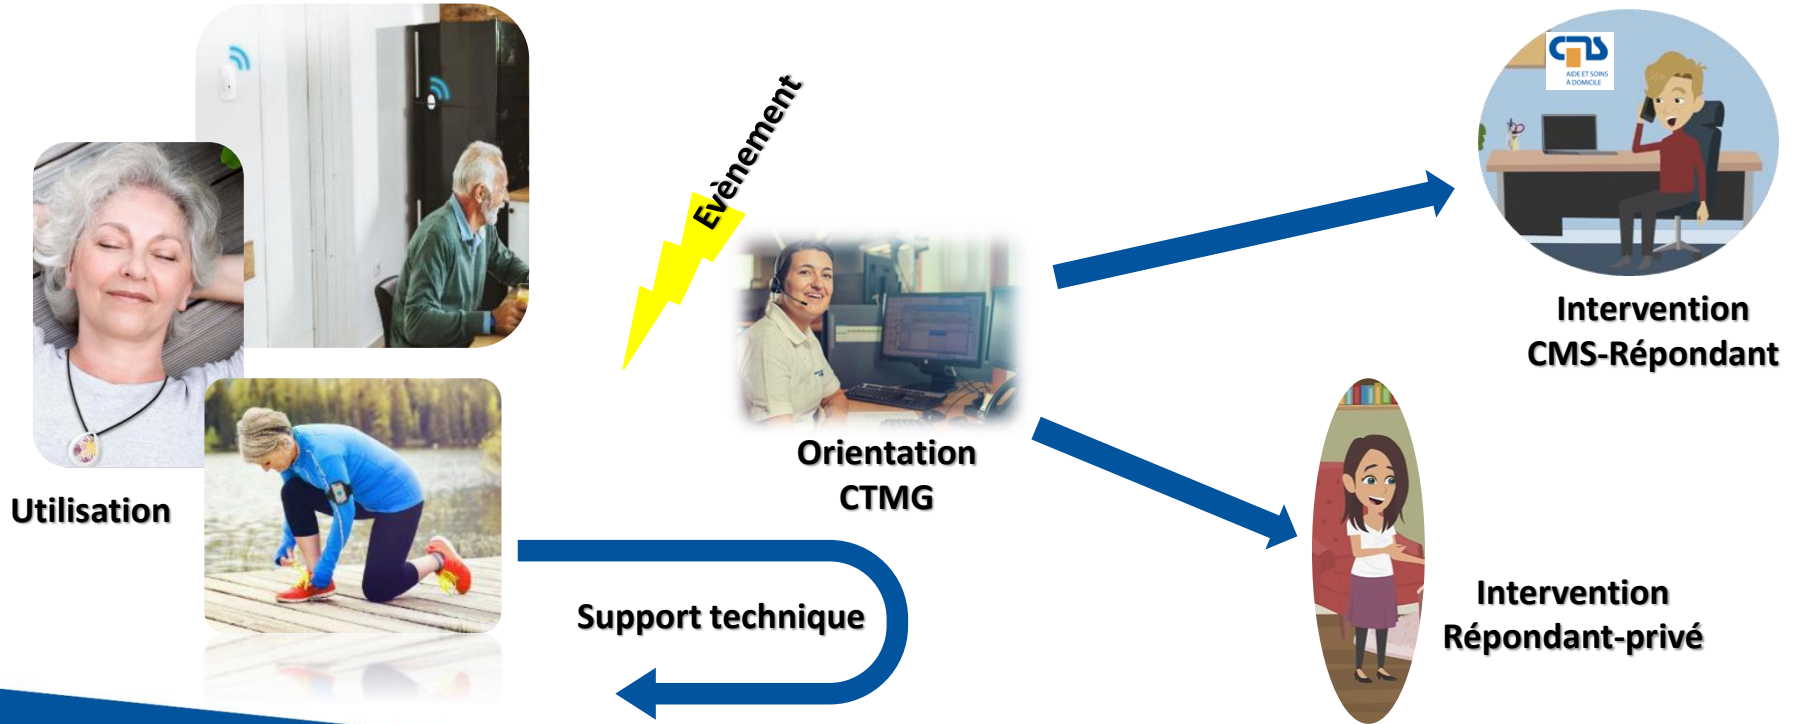 Utilisation
Evènement
Orientation
CTMG
Support technique
cms
AIDE ET SOINS
À DOMICILE
Intervention
CMS-Répondant
Intervention
Répondant-privé